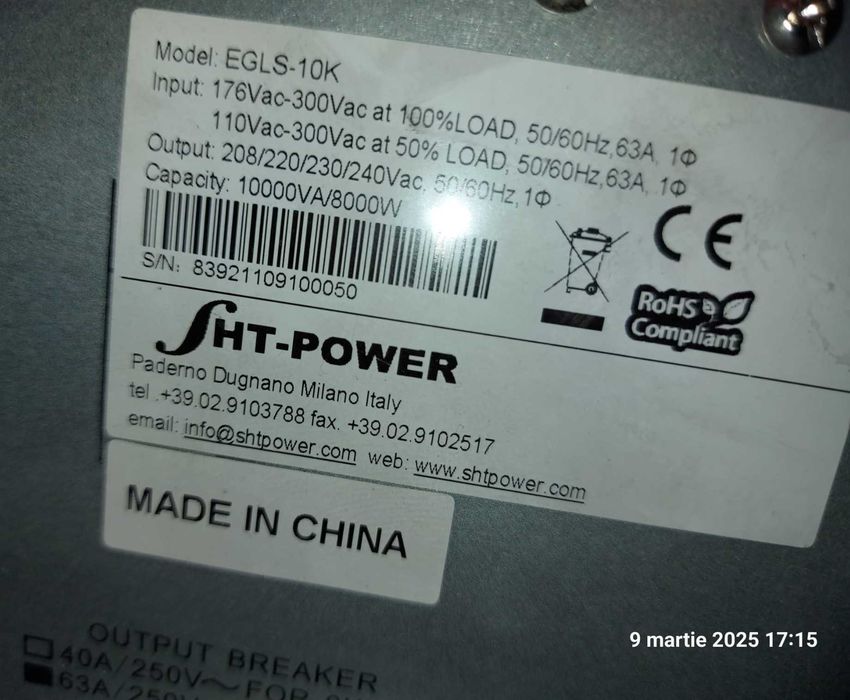 Model: EGLS-10K
Input: 176Vac-300Vac at 100%LOAD, 50/60Hz,63A, 1Φ
110Vac-300Vac at 50% LOAD, 50/60Hz,63A, 1Φ
Output: 208/220/230/240Vac, 50/60Hz,1Φ
Capacity: 10000VA/8000W
S/N: 83921109100050
CE
RoHS
Compliant
SHT-POWER
Paderno Dugnano Milano Italy
tel .+39.02.9103788 fax. +39.02.9102517
email: info@shtpower.com web: www.shtpower.com
MADE IN CHINA
OUTPUT BREAKER
40A/250V~FOR
63A/250V
9 martie 2025 17:15